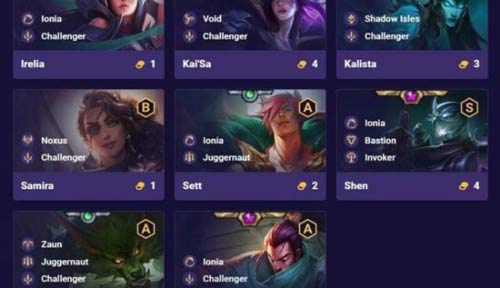 Ionia
Challenger
Irelia
1
Void
Challenger
Kai'Sa
4
Shadow Isles
Challenger
Kalista
3
B
Noxus
Challenger
Samira
1
A
Ionia
Juggernaut
Sett
2
S
Ionia
Bastion
Invoker
Shen
4
A
Zaun
Juggernaut
Challenger
A
Ionia
Challenger